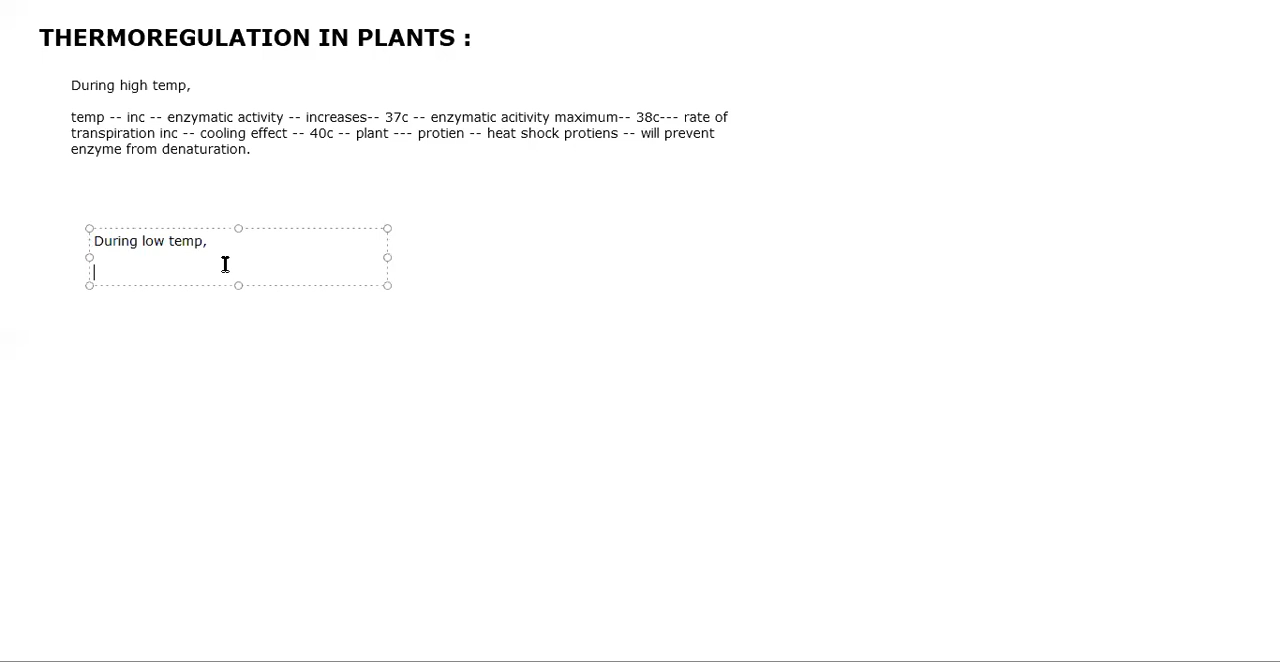 THERMOREGULATION IN PLANTS :
During high temp,
temp -- inc -- enzymatic activity -- increases-- 37c -- enzymatic acitivity maximum-- 38c--- rate of
transpiration inc -- cooling effect -- 40c -- plant --- protien -- heat shock protiens -- will prevent
enzyme from denaturation.
During low temp,